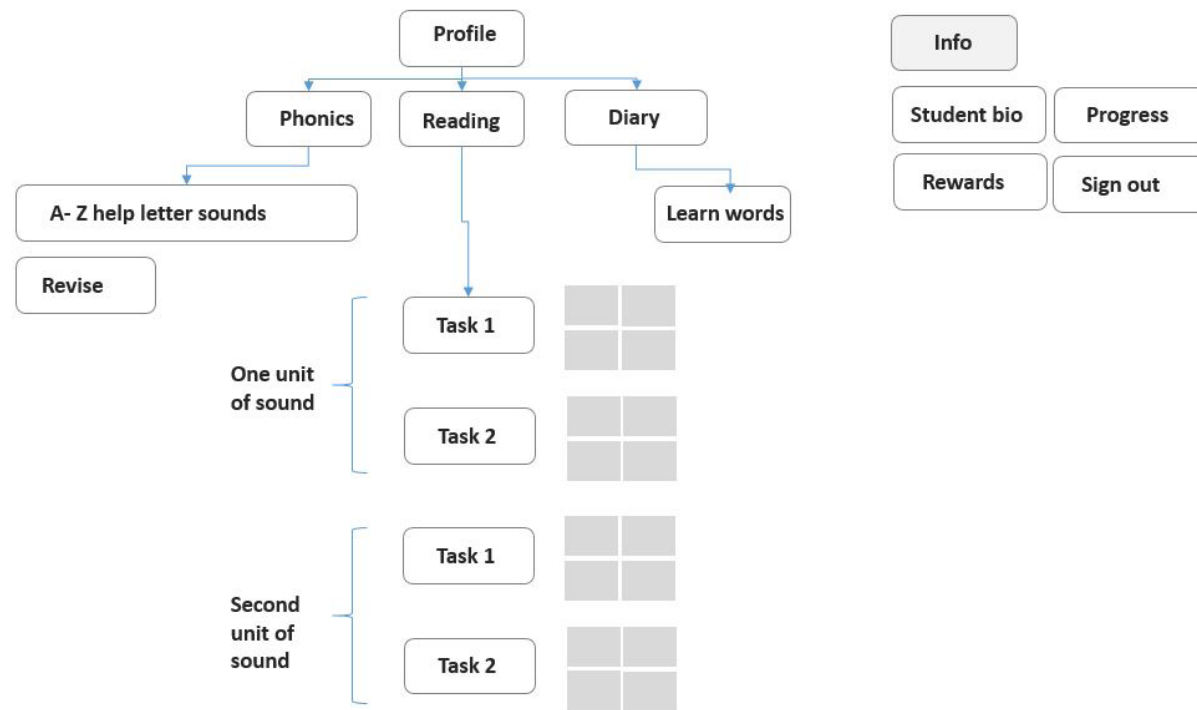 Profile
Info
Phonics
Reading
Diary
Student bio
Progress
Rewards
Sign out
A- Z help letter sounds
Learn words
Revise
Task 1
One unit
of sound
Task 2
Task 1
Second
unit of
sound
Task 2